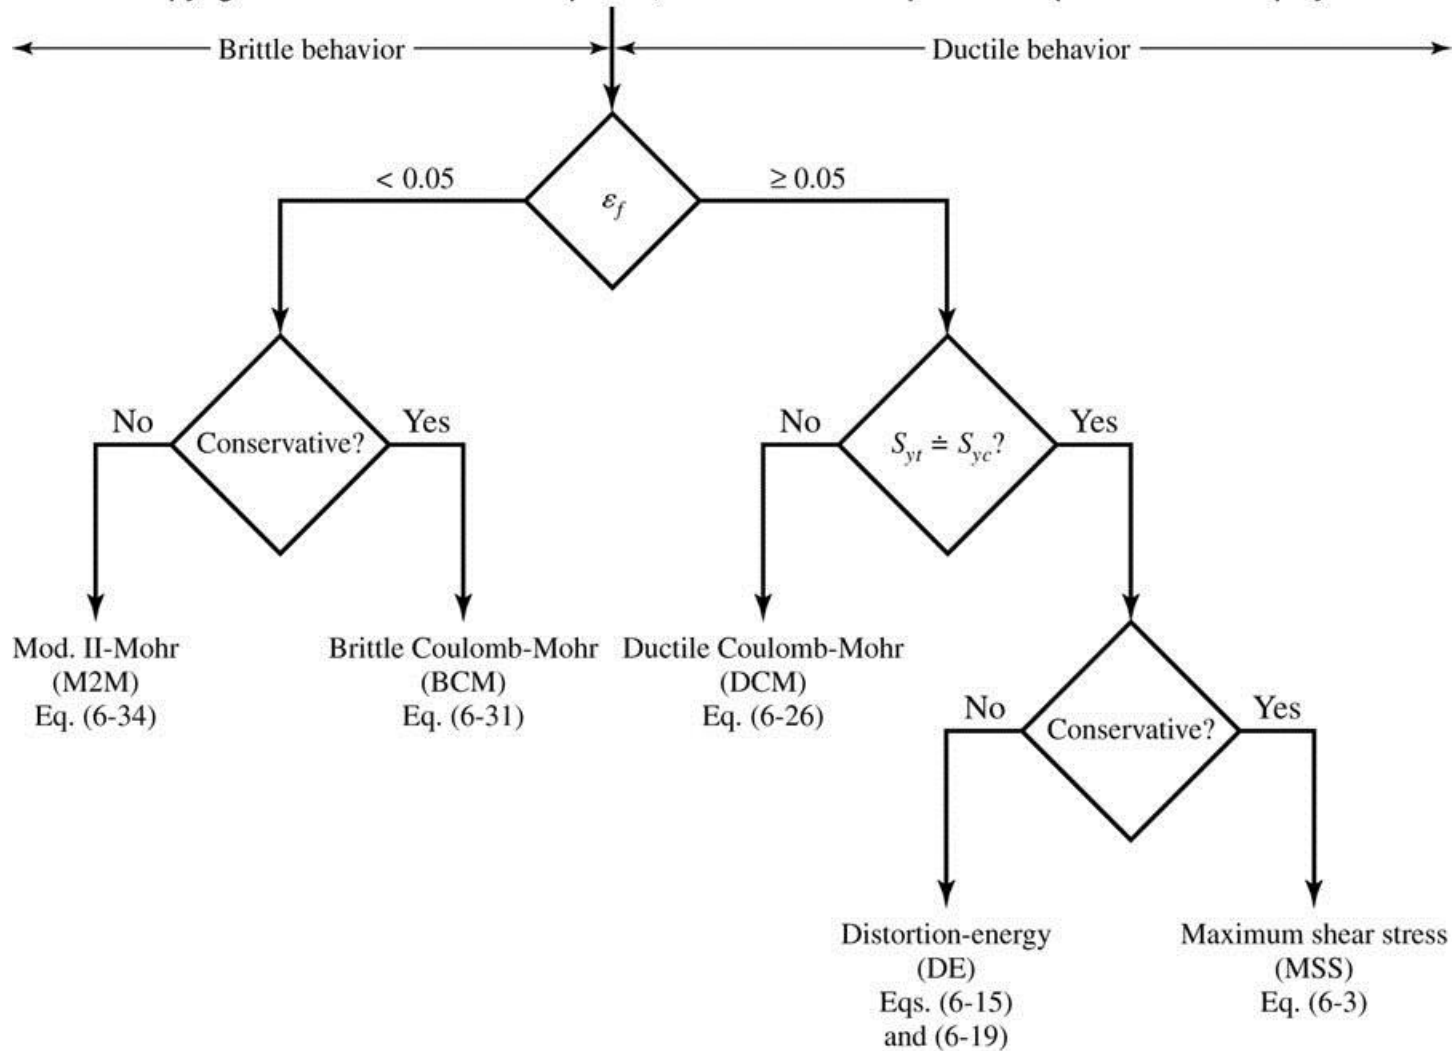 Brittle behavior
Ductile behavior
< 0.05
≥ 0.05
ε_f
No
Conservative?
Yes
No
S_yt ≐ S_yc?
Yes
Mod. II-Mohr
(M2M)
Eq. (6-34)
Brittle Coulomb-Mohr
(BCM)
Eq. (6-31)
Ductile Coulomb-Mohr
(DCM)
Eq. (6-26)
No
Conservative?
Yes
Distortion-energy
(DE)
Eqs. (6-15)
and (6-19)
Maximum shear stress
(MSS)
Eq. (6-3)